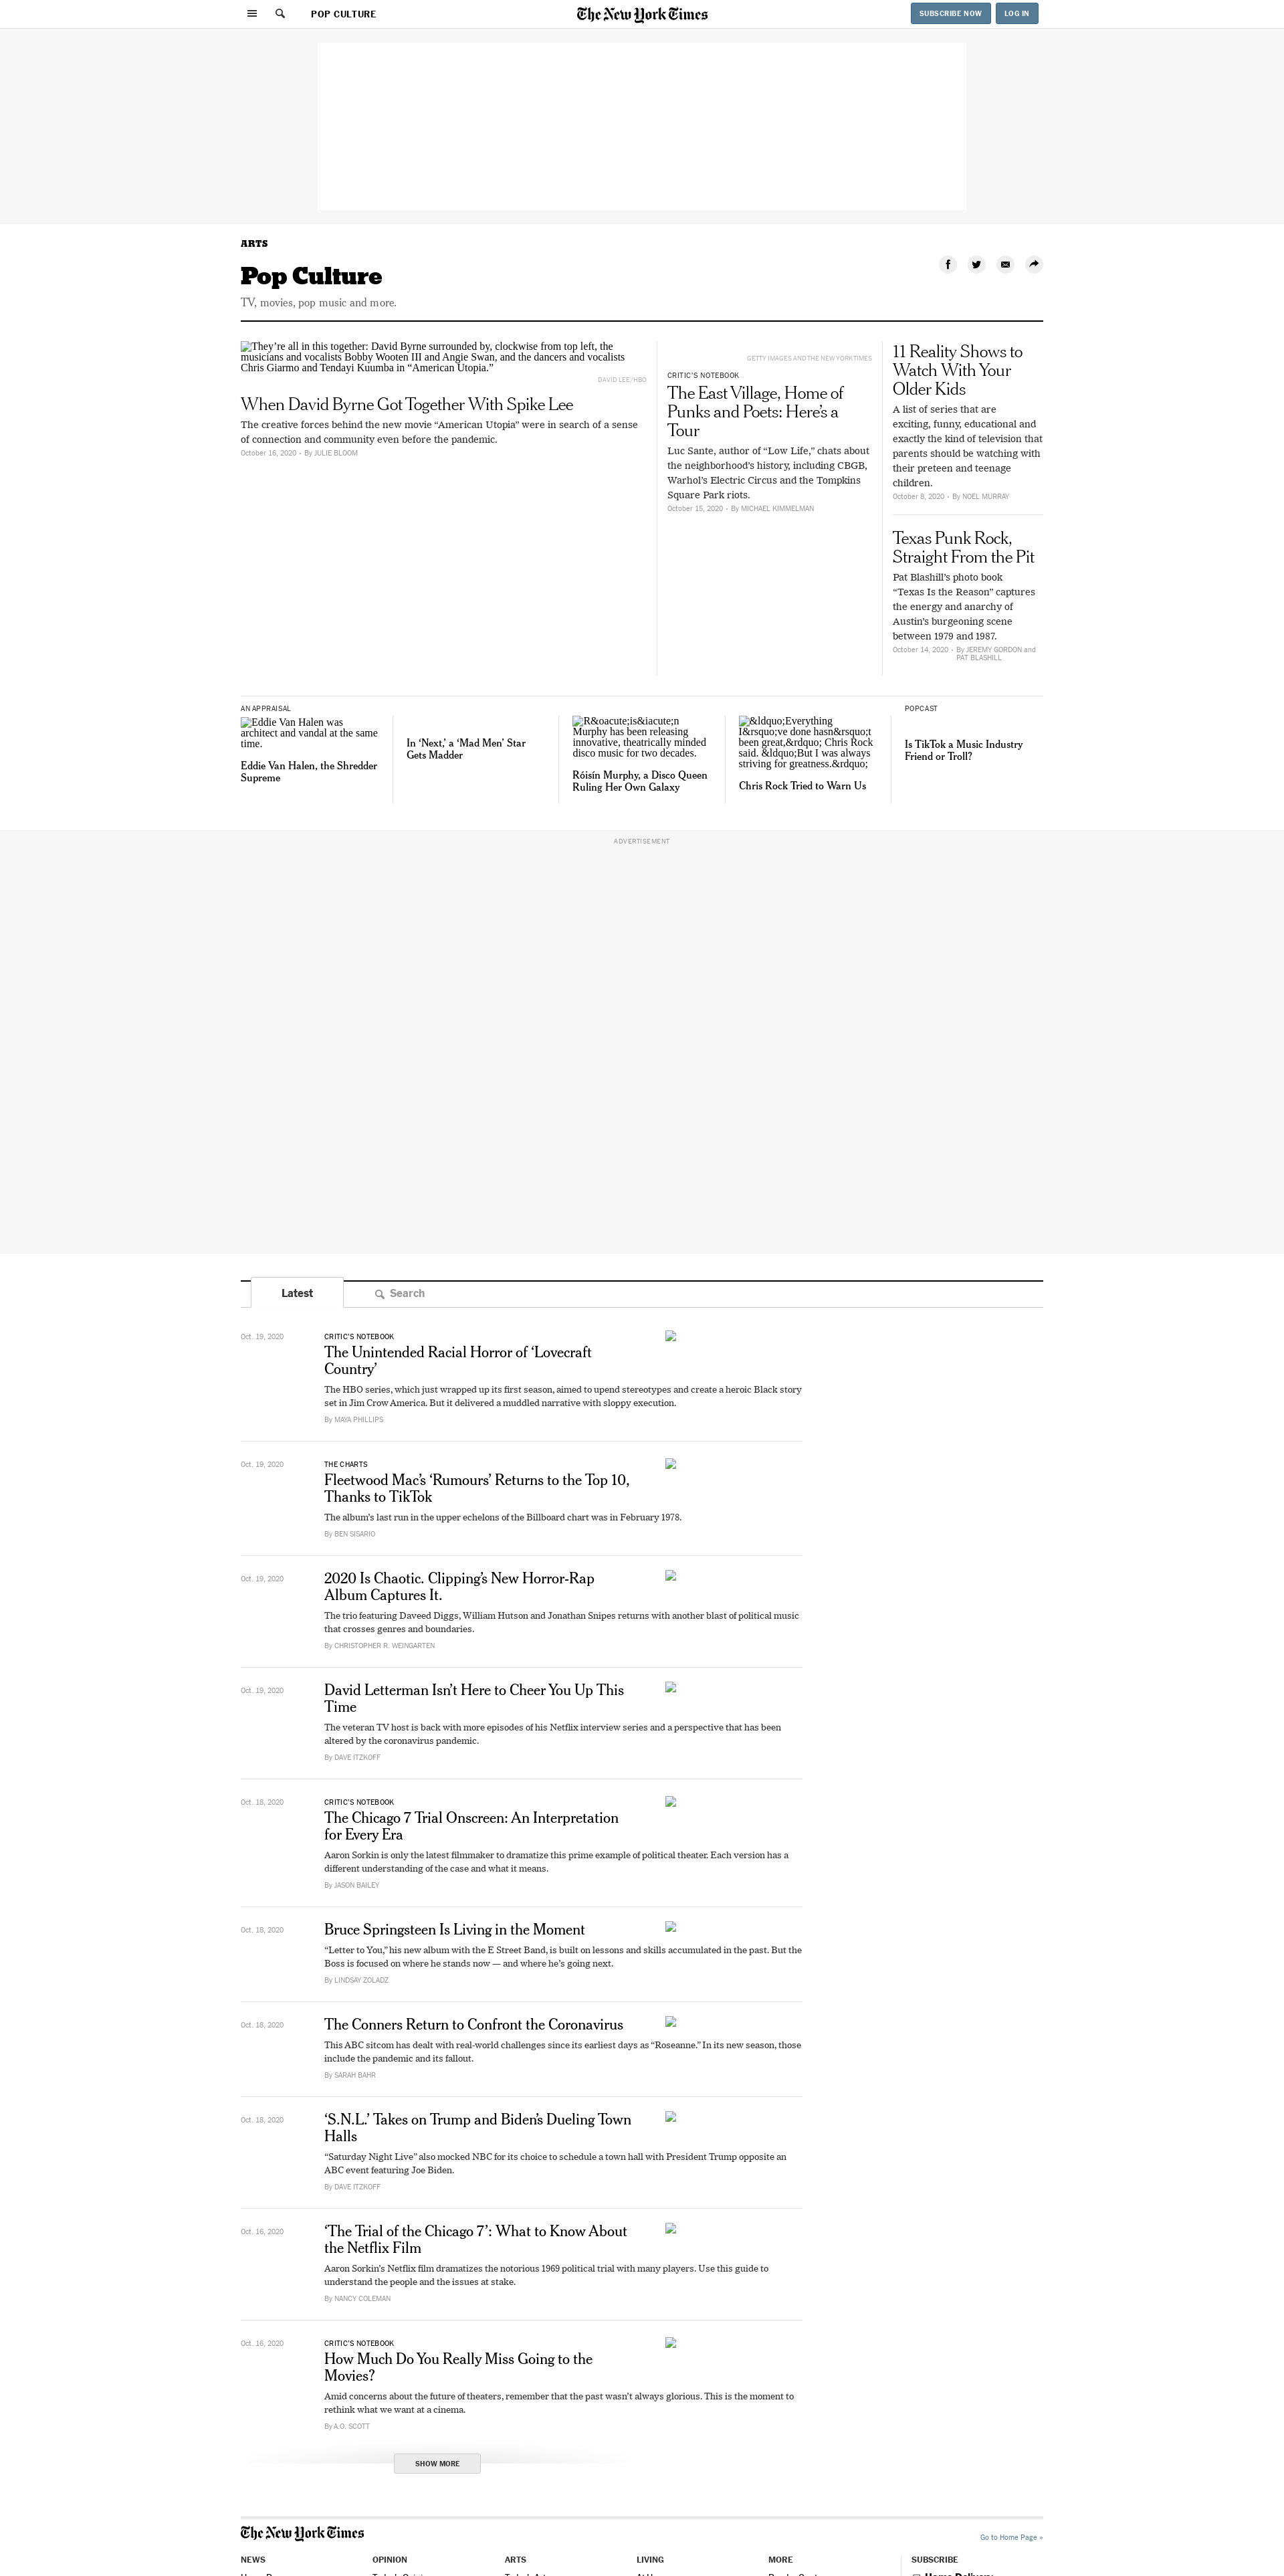 POP CULTURE
The New York Times
SUBSCRIBE NOW
LOG IN
ARTS
Pop Culture
TV, movies, pop music and more.
They’re all in this together: David Byrne surrounded by, clockwise from top left, the
musicians and vocalists Bobby Wooten III and Angie Swan, and the dancers and vocalists
Chris Giarmo and Tendayi Kuumba in “American Utopia.”
DAVID LEE/HBO
When David Byrne Got Together With Spike Lee
The creative forces behind the new movie “American Utopia” were in search of a sense
of connection and community even before the pandemic.
October 16, 2020 - By JULIE BLOOM
GETTY IMAGES AND THE NEW YORK TIMES
CRITIC’S NOTEBOOK
The East Village, Home of
Punks and Poets: Here’s a
Tour
Luc Sante, author of “Low Life,” chats about
the neighborhood’s history, including CBGB,
Warhol’s Electric Circus and the Tompkins
Square Park riots.
October 15, 2020 - By MICHAEL KIMMELMAN
11 Reality Shows to
Watch With Your
Older Kids
A list of series that are
exciting, funny, educational and
exactly the kind of television that
parents should be watching with
their preteen and teenage
children.
October 8, 2020 - By NOEL MURRAY
Texas Punk Rock,
Straight From the Pit
Pat Blashill’s photo book
“Texas Is the Reason” captures
the energy and anarchy of
Austin’s burgeoning scene
between 1979 and 1987.
October 14, 2020 - By JEREMY GORDON and
PAT BLASHILL
AN APPRAISAL
Eddie Van Halen was
architect and vandal at the same
time.
Eddie Van Halen, the Shredder
Supreme
In ‘Next,’ a ‘Mad Men’ Star
Gets Madder
R&oacute;is&iacute;n
Murphy has been releasing
innovative, theatrically minded
disco music for two decades.
Róisín Murphy, a Disco Queen
Ruling Her Own Galaxy
&ldquo;Everything
I&rsquo;ve done hasn&rsquo;t
been great,&rdquo; Chris Rock
said. &ldquo;But I was always
striving for greatness.&rdquo;
Chris Rock Tried to Warn Us
POPCAST
Is TikTok a Music Industry
Friend or Troll?
ADVERTISEMENT
Latest
Search
Oct. 19, 2020
CRITIC’S NOTEBOOK
The Unintended Racial Horror of ‘Lovecraft
Country’
The HBO series, which just wrapped up its first season, aimed to upend stereotypes and create a heroic Black story
set in Jim Crow America. But it delivered a muddled narrative with sloppy execution.
By MAYA PHILLIPS
Oct. 19, 2020
THE CHARTS
Fleetwood Mac’s ‘Rumours’ Returns to the Top 10,
Thanks to TikTok
The album’s last run in the upper echelons of the Billboard chart was in February 1978.
By BEN SISARIO
Oct. 19, 2020
2020 Is Chaotic. Clipping’s New Horror-Rap
Album Captures It.
The trio featuring Daveed Diggs, William Hutson and Jonathan Snipes returns with another blast of political music
that crosses genres and boundaries.
By CHRISTOPHER R. WEINGARTEN
Oct. 19, 2020
David Letterman Isn’t Here to Cheer You Up This
Time
The veteran TV host is back with more episodes of his Netflix interview series and a perspective that has been
altered by the coronavirus pandemic.
By DAVE ITZKOFF
Oct. 18, 2020
CRITIC’S NOTEBOOK
The Chicago 7 Trial Onscreen: An Interpretation
for Every Era
Aaron Sorkin is only the latest filmmaker to dramatize this prime example of political theater. Each version has a
different understanding of the case and what it means.
By JASON BAILEY
Oct. 18, 2020
Bruce Springsteen Is Living in the Moment
“Letter to You,” his new album with the E Street Band, is built on lessons and skills accumulated in the past. But the
Boss is focused on where he stands now — and where he’s going next.
By LINDSAY ZOLADZ
Oct. 18, 2020
The Conners Return to Confront the Coronavirus
This ABC sitcom has dealt with real-world challenges since its earliest days as “Roseanne.” In its new season, those
include the pandemic and its fallout.
By SARAH BAHR
Oct. 18, 2020
‘S.N.L.’ Takes on Trump and Biden’s Dueling Town
Halls
“Saturday Night Live” also mocked NBC for its choice to schedule a town hall with President Trump opposite an
ABC event featuring Joe Biden.
By DAVE ITZKOFF
Oct. 16, 2020
‘The Trial of the Chicago 7’: What to Know About
the Netflix Film
Aaron Sorkin’s Netflix film dramatizes the notorious 1969 political trial with many players. Use this guide to
understand the people and the issues at stake.
By NANCY COLEMAN
Oct. 16, 2020
CRITIC’S NOTEBOOK
How Much Do You Really Miss Going to the
Movies?
Amid concerns about the future of theaters, remember that the past wasn’t always glorious. This is the moment to
rethink what we want at a cinema.
By A.O. SCOTT
SHOW MORE
The New York Times
Go to Home Page »
NEWS
OPINION
ARTS
LIVING
MORE
SUBSCRIBE